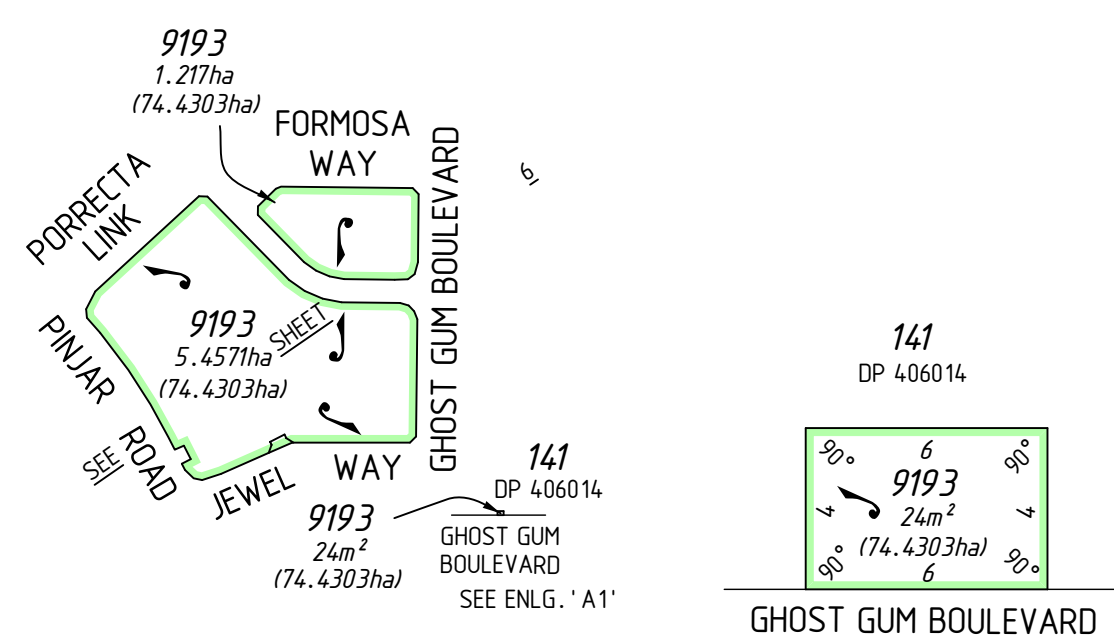 9193
1.217ha
(74.4303ha)
FORMOSA
WAY
GHOST GUM BOULEVARD
6
PORRECTA
LINK
9193
5.4571ha
(74.4303ha)
SHEET
PINJAR
ROAD
SEE
JEWEL
WAY
9193
24m²
(74.4303ha)
141
DP 406014
GHOST GUM
BOULEVARD
SEE ENLG.'A1'
141
DP 406014
90° 6 90°
9193
4 24m² 4
(74.4303ha)
90° 6 90°
GHOST GUM BOULEVARD